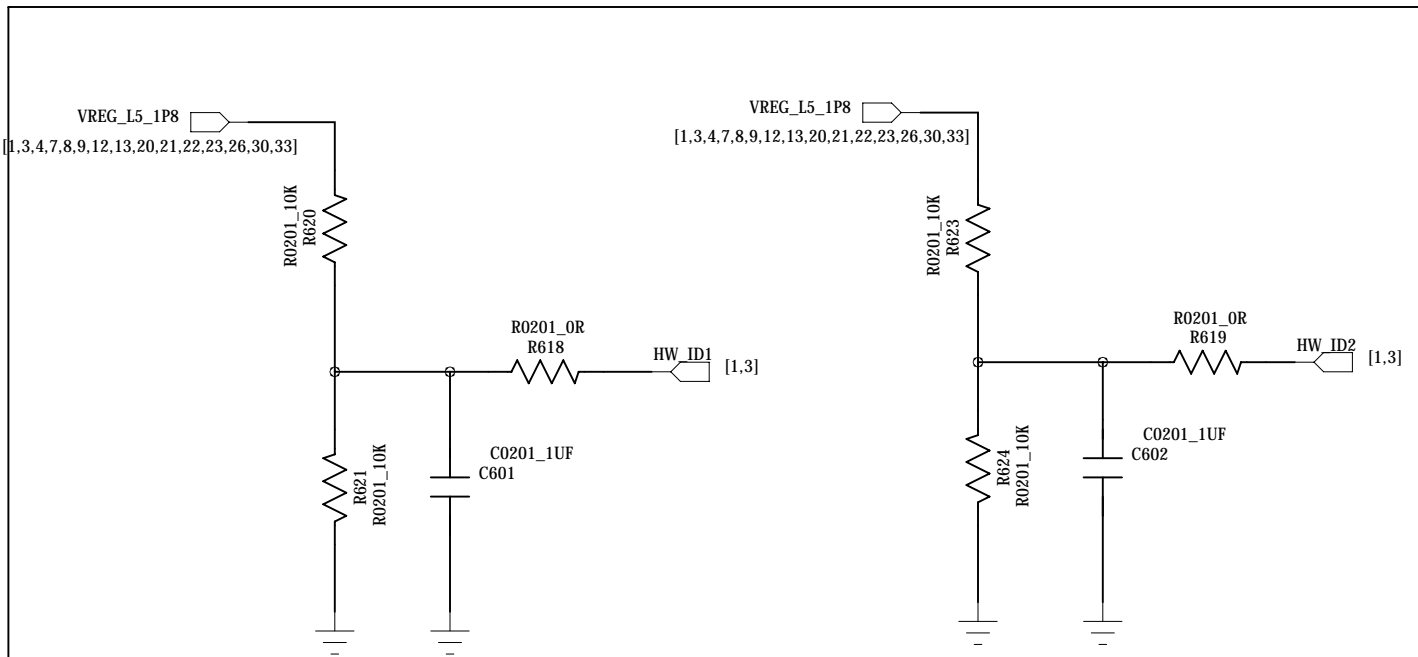 VREG_L5_1P8
[1,3,4,7,8,9,12,13,20,21,22,23,26,30,33]
R0201_10K
R620
R0201_0R
R618
HW_ID1
[1,3]
R621
R0201_10K
C0201_1UF
C601
VREG_L5_1P8
[1,3,4,7,8,9,12,13,20,21,22,23,26,30,33]
R0201_10K
R623
R0201_0R
R619
HW_ID2
[1,3]
R624
R0201_10K
C0201_1UF
C602